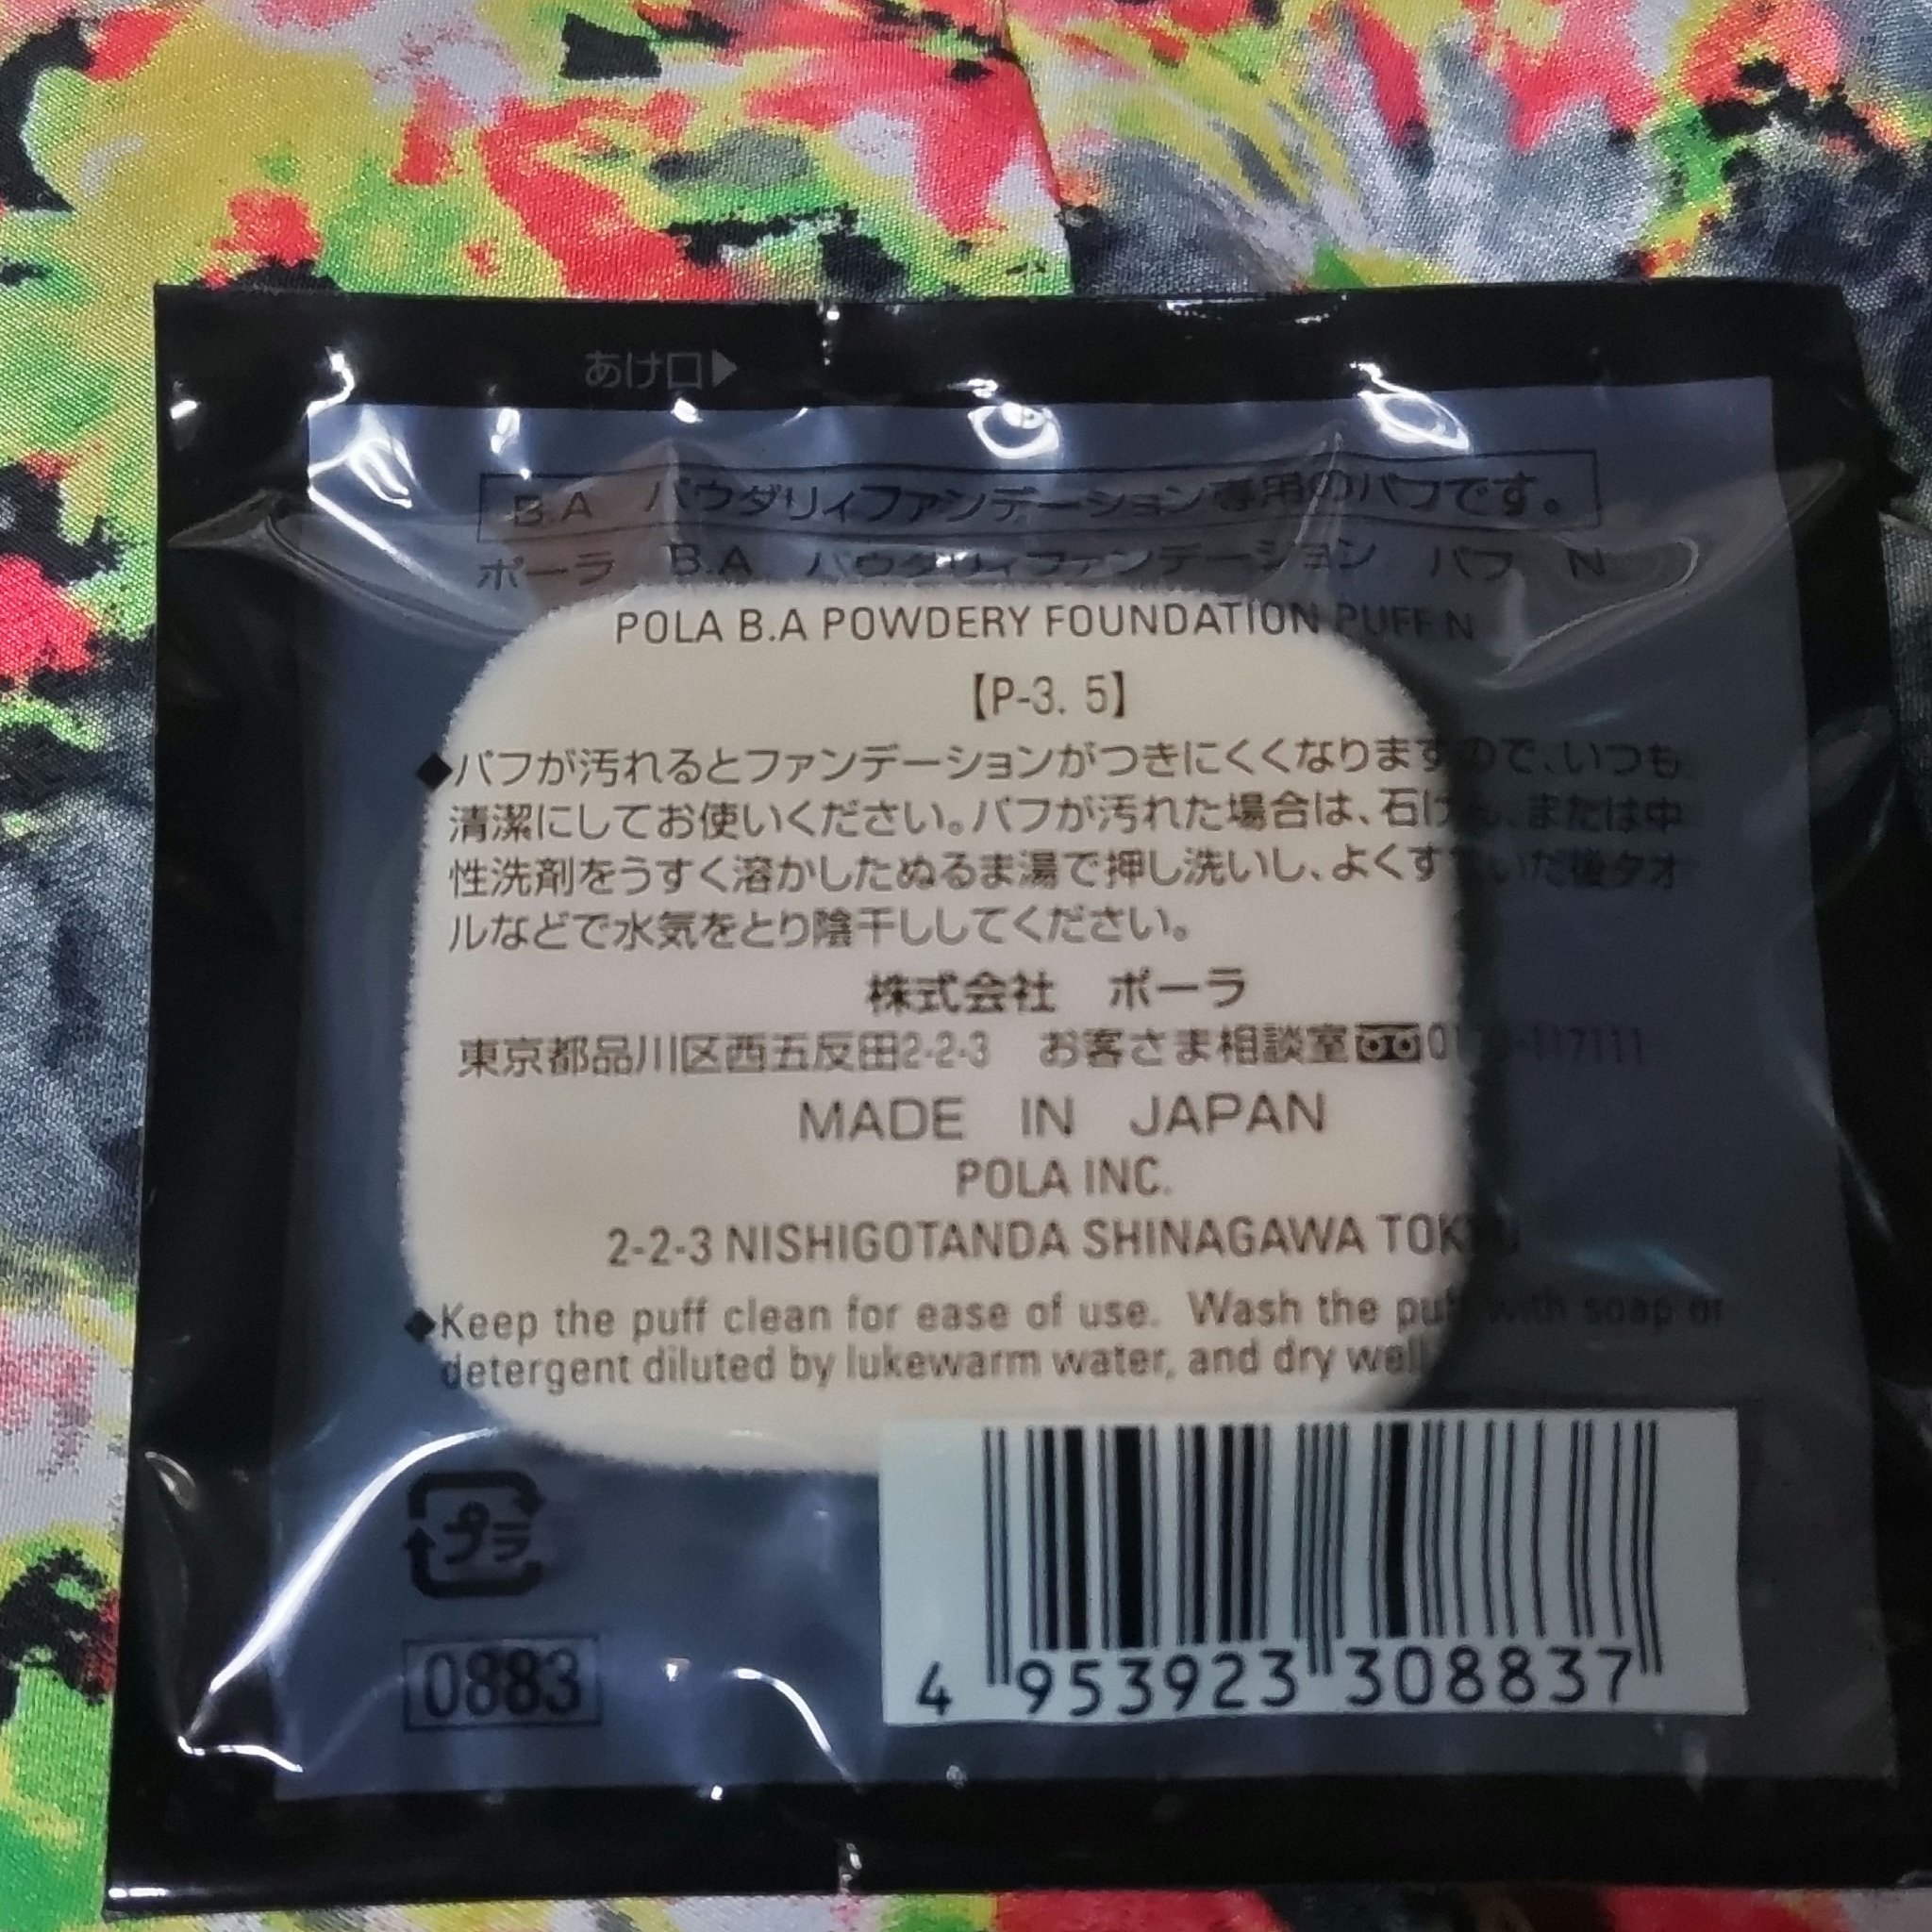 あけ口▶
B.A パウダリィファンデーション専用のパフです。
ポーラ B.A パウダリィファンデーション パフ N
POLA B.A POWDERY FOUNDATION PUFF N
【P-3. 5】
◆パフが汚れるとファンデーションがつきにくくなりますので、いつも
清潔にしてお使いください。パフが汚れた場合は、石けん、または中
性洗剤をうすく溶かしたぬるま湯で押し洗いし、よくすすいだ後タオ
ルなどで水気をとり陰干ししてください。
株式会社 ポーラ
東京都品川区西五反田2-2-3 お客さま相談室
MADE IN JAPAN
POLA INC.
2-2-3 NISHIGOTANDA SHINAGAWA TOKYO
◆Keep the puff clean for ease of use. Wash the puff with soap or
detergent diluted by lukewarm water, and dry well.
プラ
0883
4 953923 308837